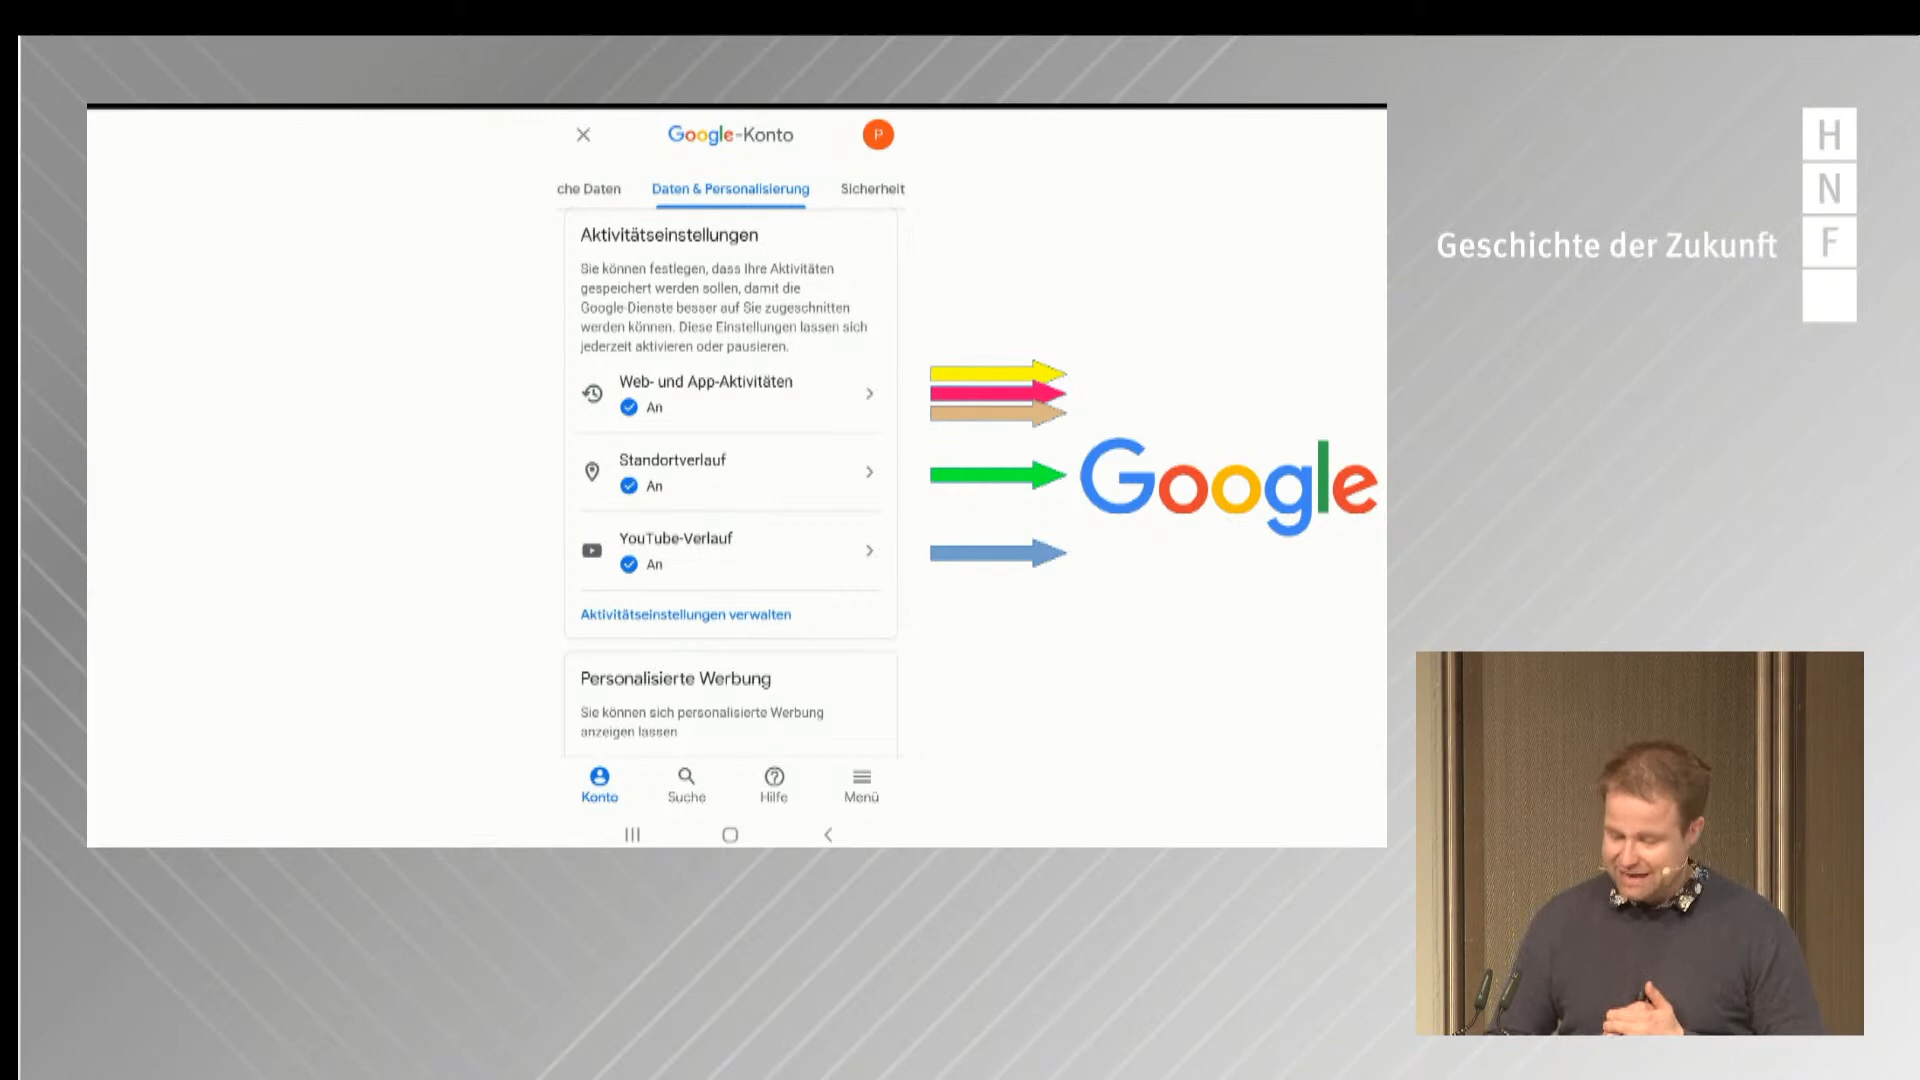 Google-Konto
P
che Daten
Daten & Personalisierung
Sicherheit
Aktivitätseinstellungen
Sie können festlegen, dass Ihre Aktivitäten
gespeichert werden sollen, damit die
Google-Dienste besser auf Sie zugeschnitten
werden können. Diese Einstellungen lassen sich
jederzeit aktivieren oder pausieren.
Web- und App-Aktivitäten
An
Standortverlauf
An
YouTube-Verlauf
An
Aktivitätseinstellungen verwalten
Personalisierte Werbung
Sie können sich personalisierte Werbung
anzeigen lassen
Konto
Suche
Hilfe
Menü
Google
Geschichte der Zukunft
H
N
F